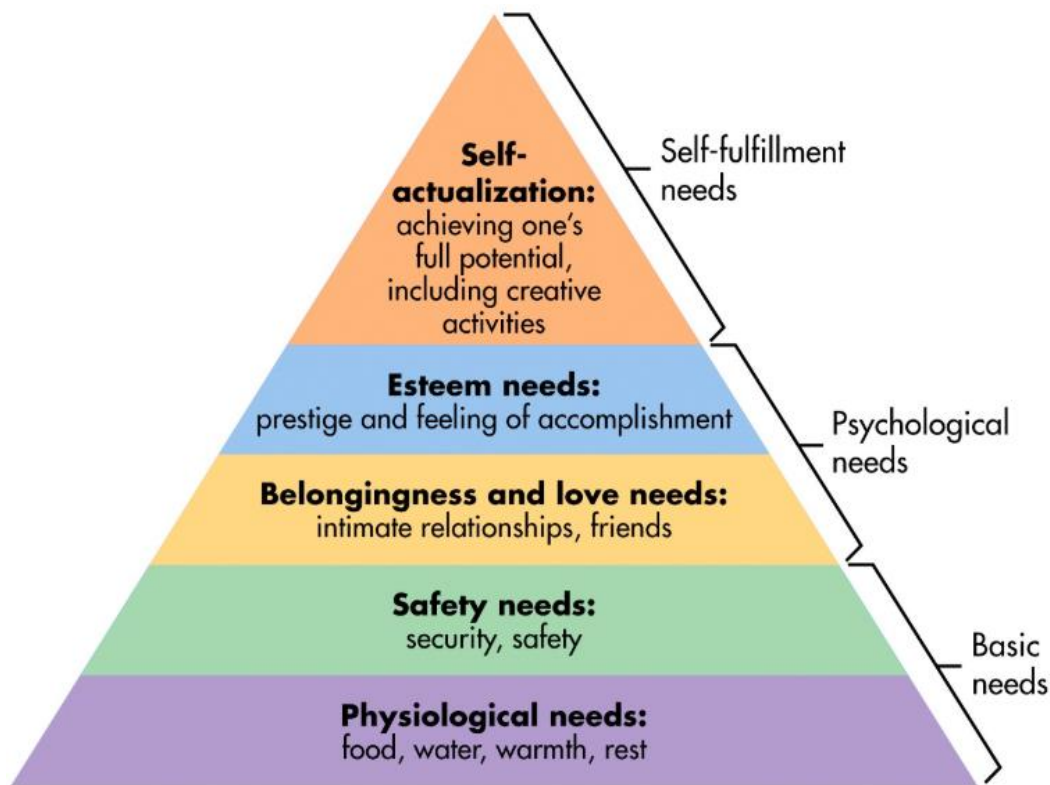 Self-
actualization:
achieving one's
full potential,
including creative
activities
Self-fulfillment
needs
Esteem needs:
prestige and feeling of accomplishment
Belongingness and love needs:
intimate relationships, friends
Psychological
needs
Safety needs:
security, safety
Physiological needs:
food, water, warmth, rest
Basic
needs